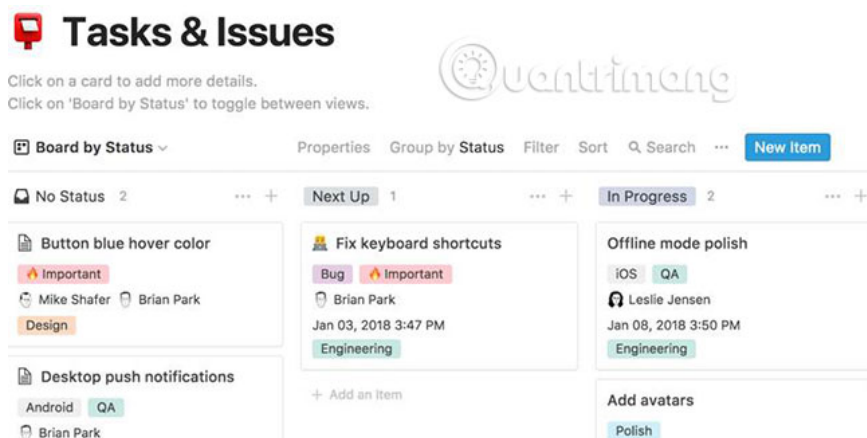 Tasks & Issues
Quantrimang
Click on a card to add more details.
Click on 'Board by Status' to toggle between views.
Board by Status Properties Group by Status Filter Sort Search ... New Item
No Status 2 ... +
Button blue hover color
Important
Mike Shafer Brian Park
Design
Desktop push notifications
Android QA
Brian Park
Next Up 1 ... +
Fix keyboard shortcuts
Bug Important
Brian Park
Jan 03, 2018 3:47 PM
Engineering
+ Add an item
In Progress 2 ... +
Offline mode polish
iOS QA
Leslie Jensen
Jan 08, 2018 3:50 PM
Engineering
Add avatars
Polish